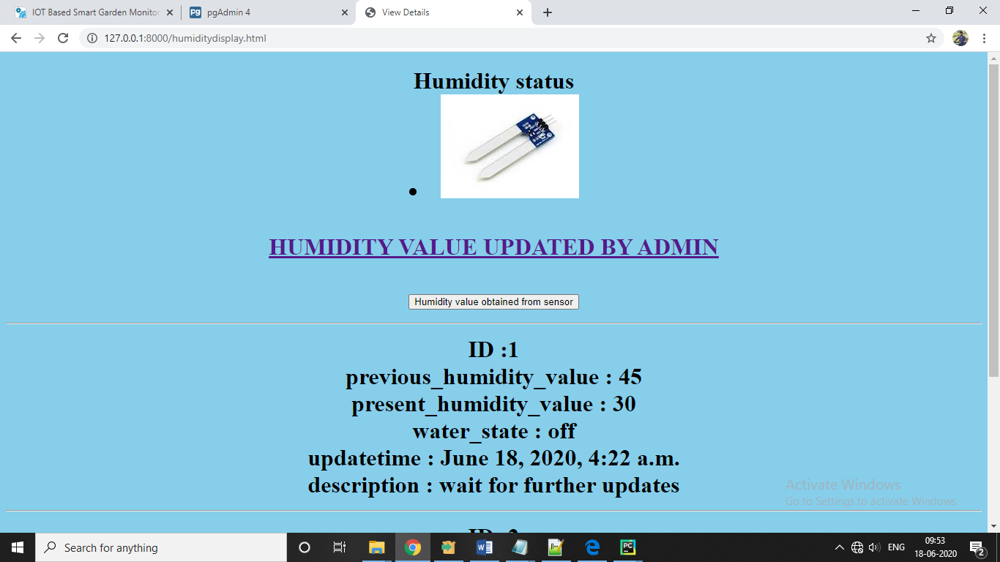 IOT Based Smart Garden Monitor
pgAdmin 4
View Details
127.0.0.1:8000/humiditydisplay.html
Humidity status
HUMIDITY VALUE UPDATED BY ADMIN
Humidity value obtained from sensor
ID :1
previous_humidity_value : 45
present_humidity_value : 30
water_state : off
updatetime : June 18, 2020, 4:22 a.m.
description : wait for further updates
Activate Windows
Go to Settings to activate Windows.
ID :2
Search for anything
ENG
09:53
18-06-2020
2